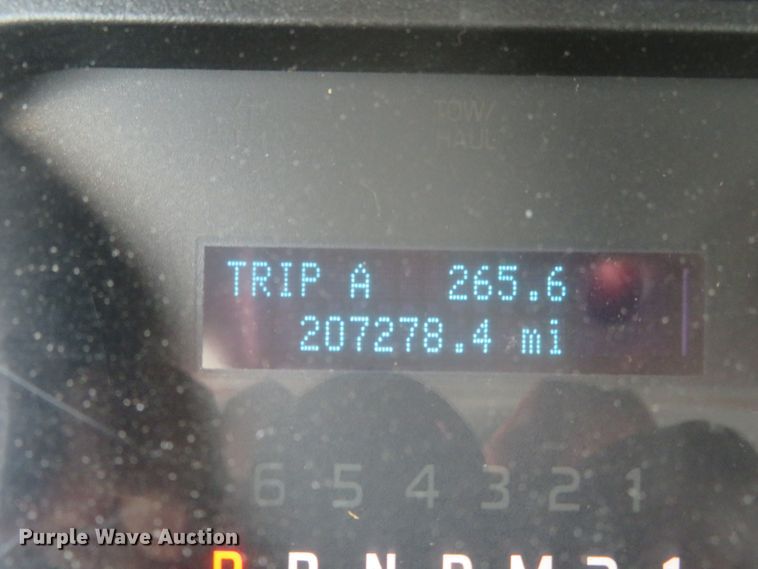 TOW/
HAUL
TRIP A 265.6
207278.4 mi
6 5 4 3 2 1
Purple Wave Auction